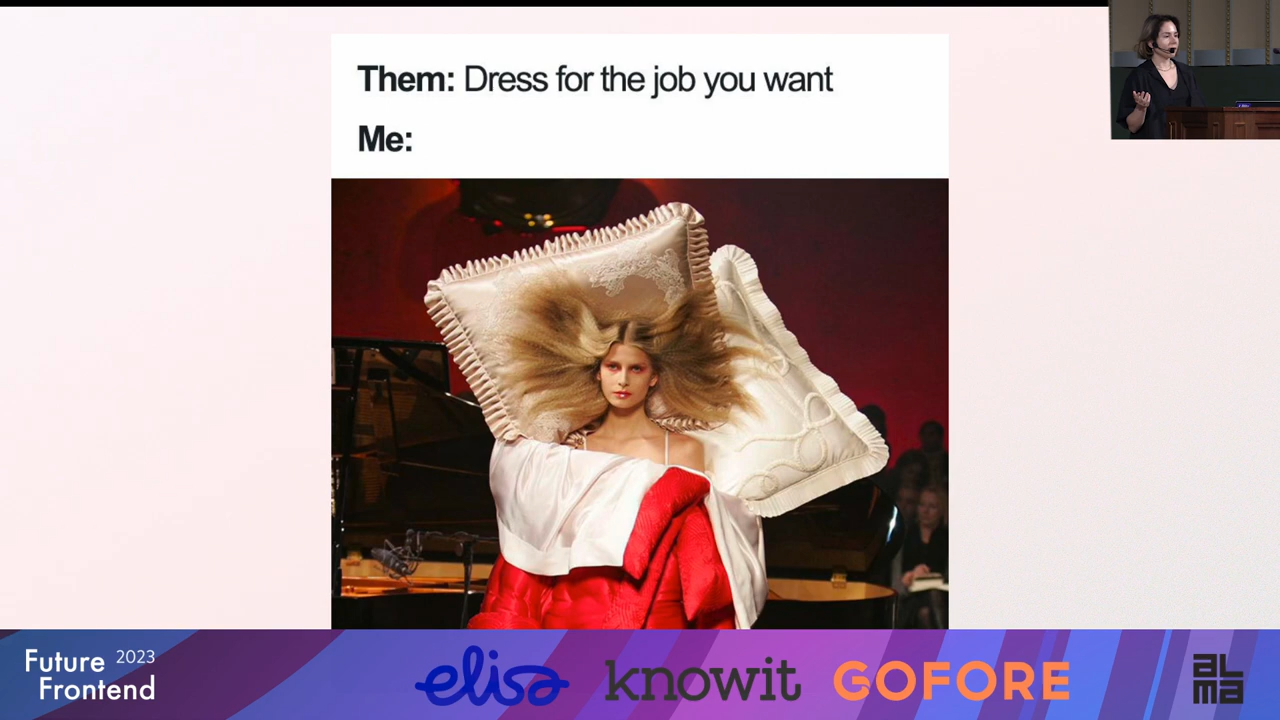 Them: Dress for the job you want
Me:
Future 2023
Frontend
elisa
knowit
GOFORE
ALMA